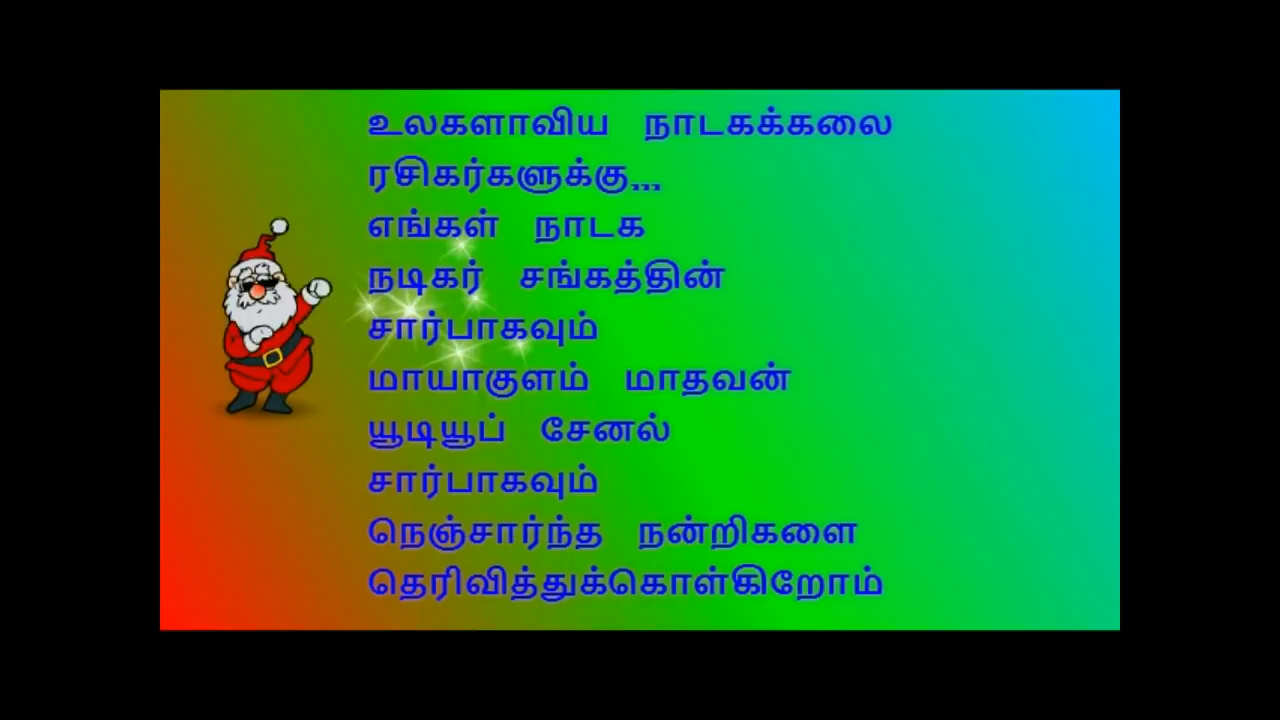 உலகளாவிய நாடகக்கலை
ரசிகர்களுக்கு...
எங்கள் நாடக
நடிகர் சங்கத்தின்
சார்பாகவும்
மாயாகுளம் மாதவன்
யூடியூப் சேனல்
சார்பாகவும்
நெஞ்சார்ந்த நன்றிகளை
தெரிவித்துக்கொள்கிறோம்